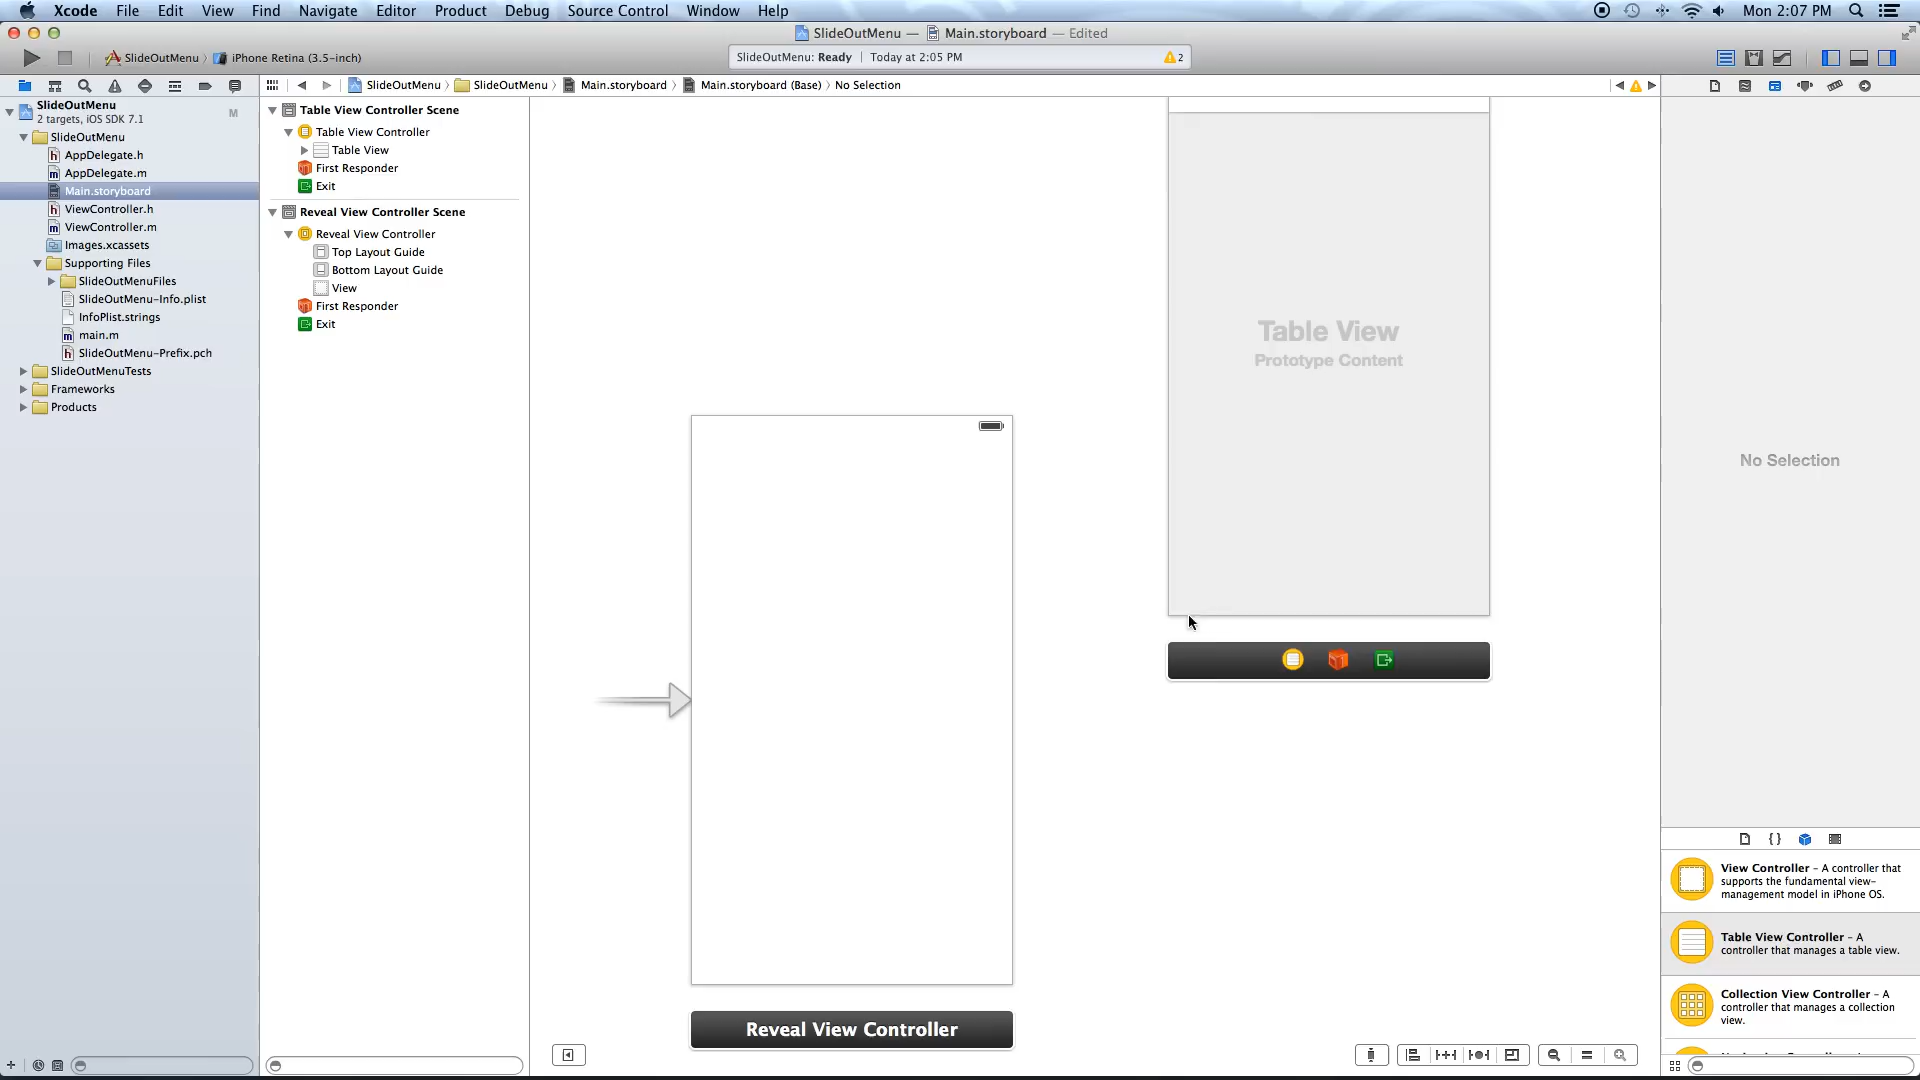 Xcode File Edit View Find Navigate Editor Product Debug Source Control Window Help Mon 2:07 PM
SlideOutMenu — Main.storyboard — Edited
SlideOutMenu › iPhone Retina (3.5-inch)
SlideOutMenu: Ready | Today at 2:05 PM 2
SlideOutMenu › SlideOutMenu › Main.storyboard › Main.storyboard (Base) › No Selection
SlideOutMenu
2 targets, iOS SDK 7.1
M
SlideOutMenu
AppDelegate.h
AppDelegate.m
Main.storyboard
ViewController.h
ViewController.m
Images.xcassets
Supporting Files
SlideOutMenuFiles
SlideOutMenu-Info.plist
InfoPlist.strings
main.m
SlideOutMenu-Prefix.pch
SlideOutMenuTests
Frameworks
Products
Table View Controller Scene
Table View Controller
Table View
First Responder
Exit
Reveal View Controller Scene
Reveal View Controller
Top Layout Guide
Bottom Layout Guide
View
First Responder
Exit
Table View
Prototype Content
Reveal View Controller
No Selection
View Controller – A controller that
supports the fundamental view-
management model in iPhone OS.
Table View Controller – A
controller that manages a table view.
Collection View Controller – A
controller that manages a collection
view.